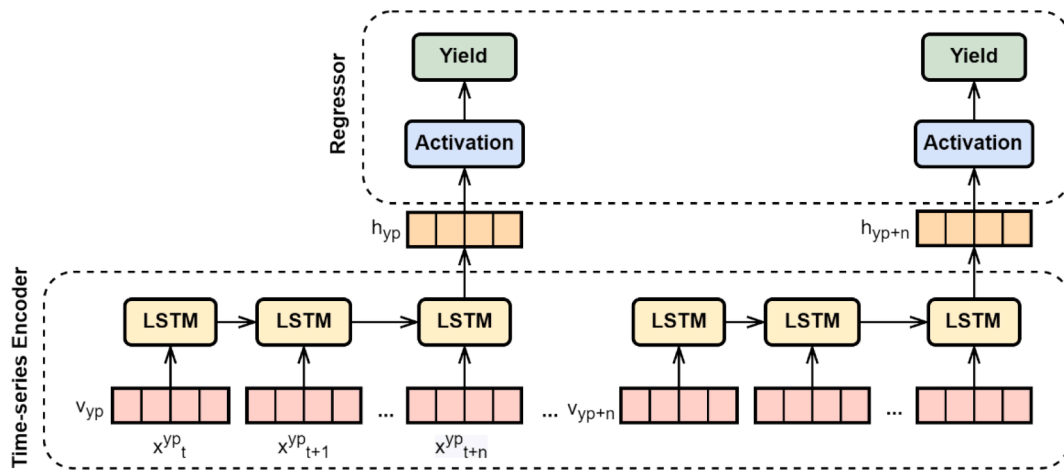 Regressor
Yield
Yield
Activation
Activation
h_yp
h_yp+n
Time-series Encoder
LSTM
LSTM
LSTM
LSTM
LSTM
LSTM
v_yp
...
... v_yp+n
...
x^yp_t
x^yp_t+1
x^yp_t+n